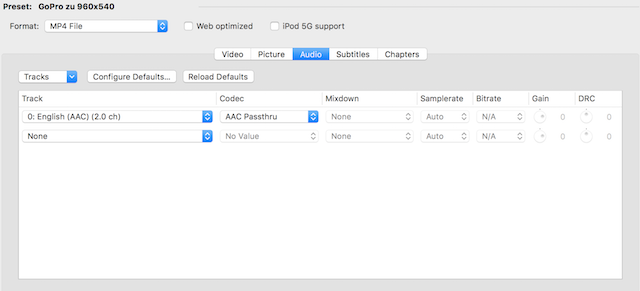 Preset: GoPro zu 960x540
Format: MP4 File Web optimized iPod 5G support
Video Picture Audio Subtitles Chapters
Tracks Configure Defaults... Reload Defaults
Track Codec Mixdown Samplerate Bitrate Gain DRC
0: English (AAC) (2.0 ch) AAC Passthru None Auto N/A 0 0
None No Value None Auto N/A 0 0